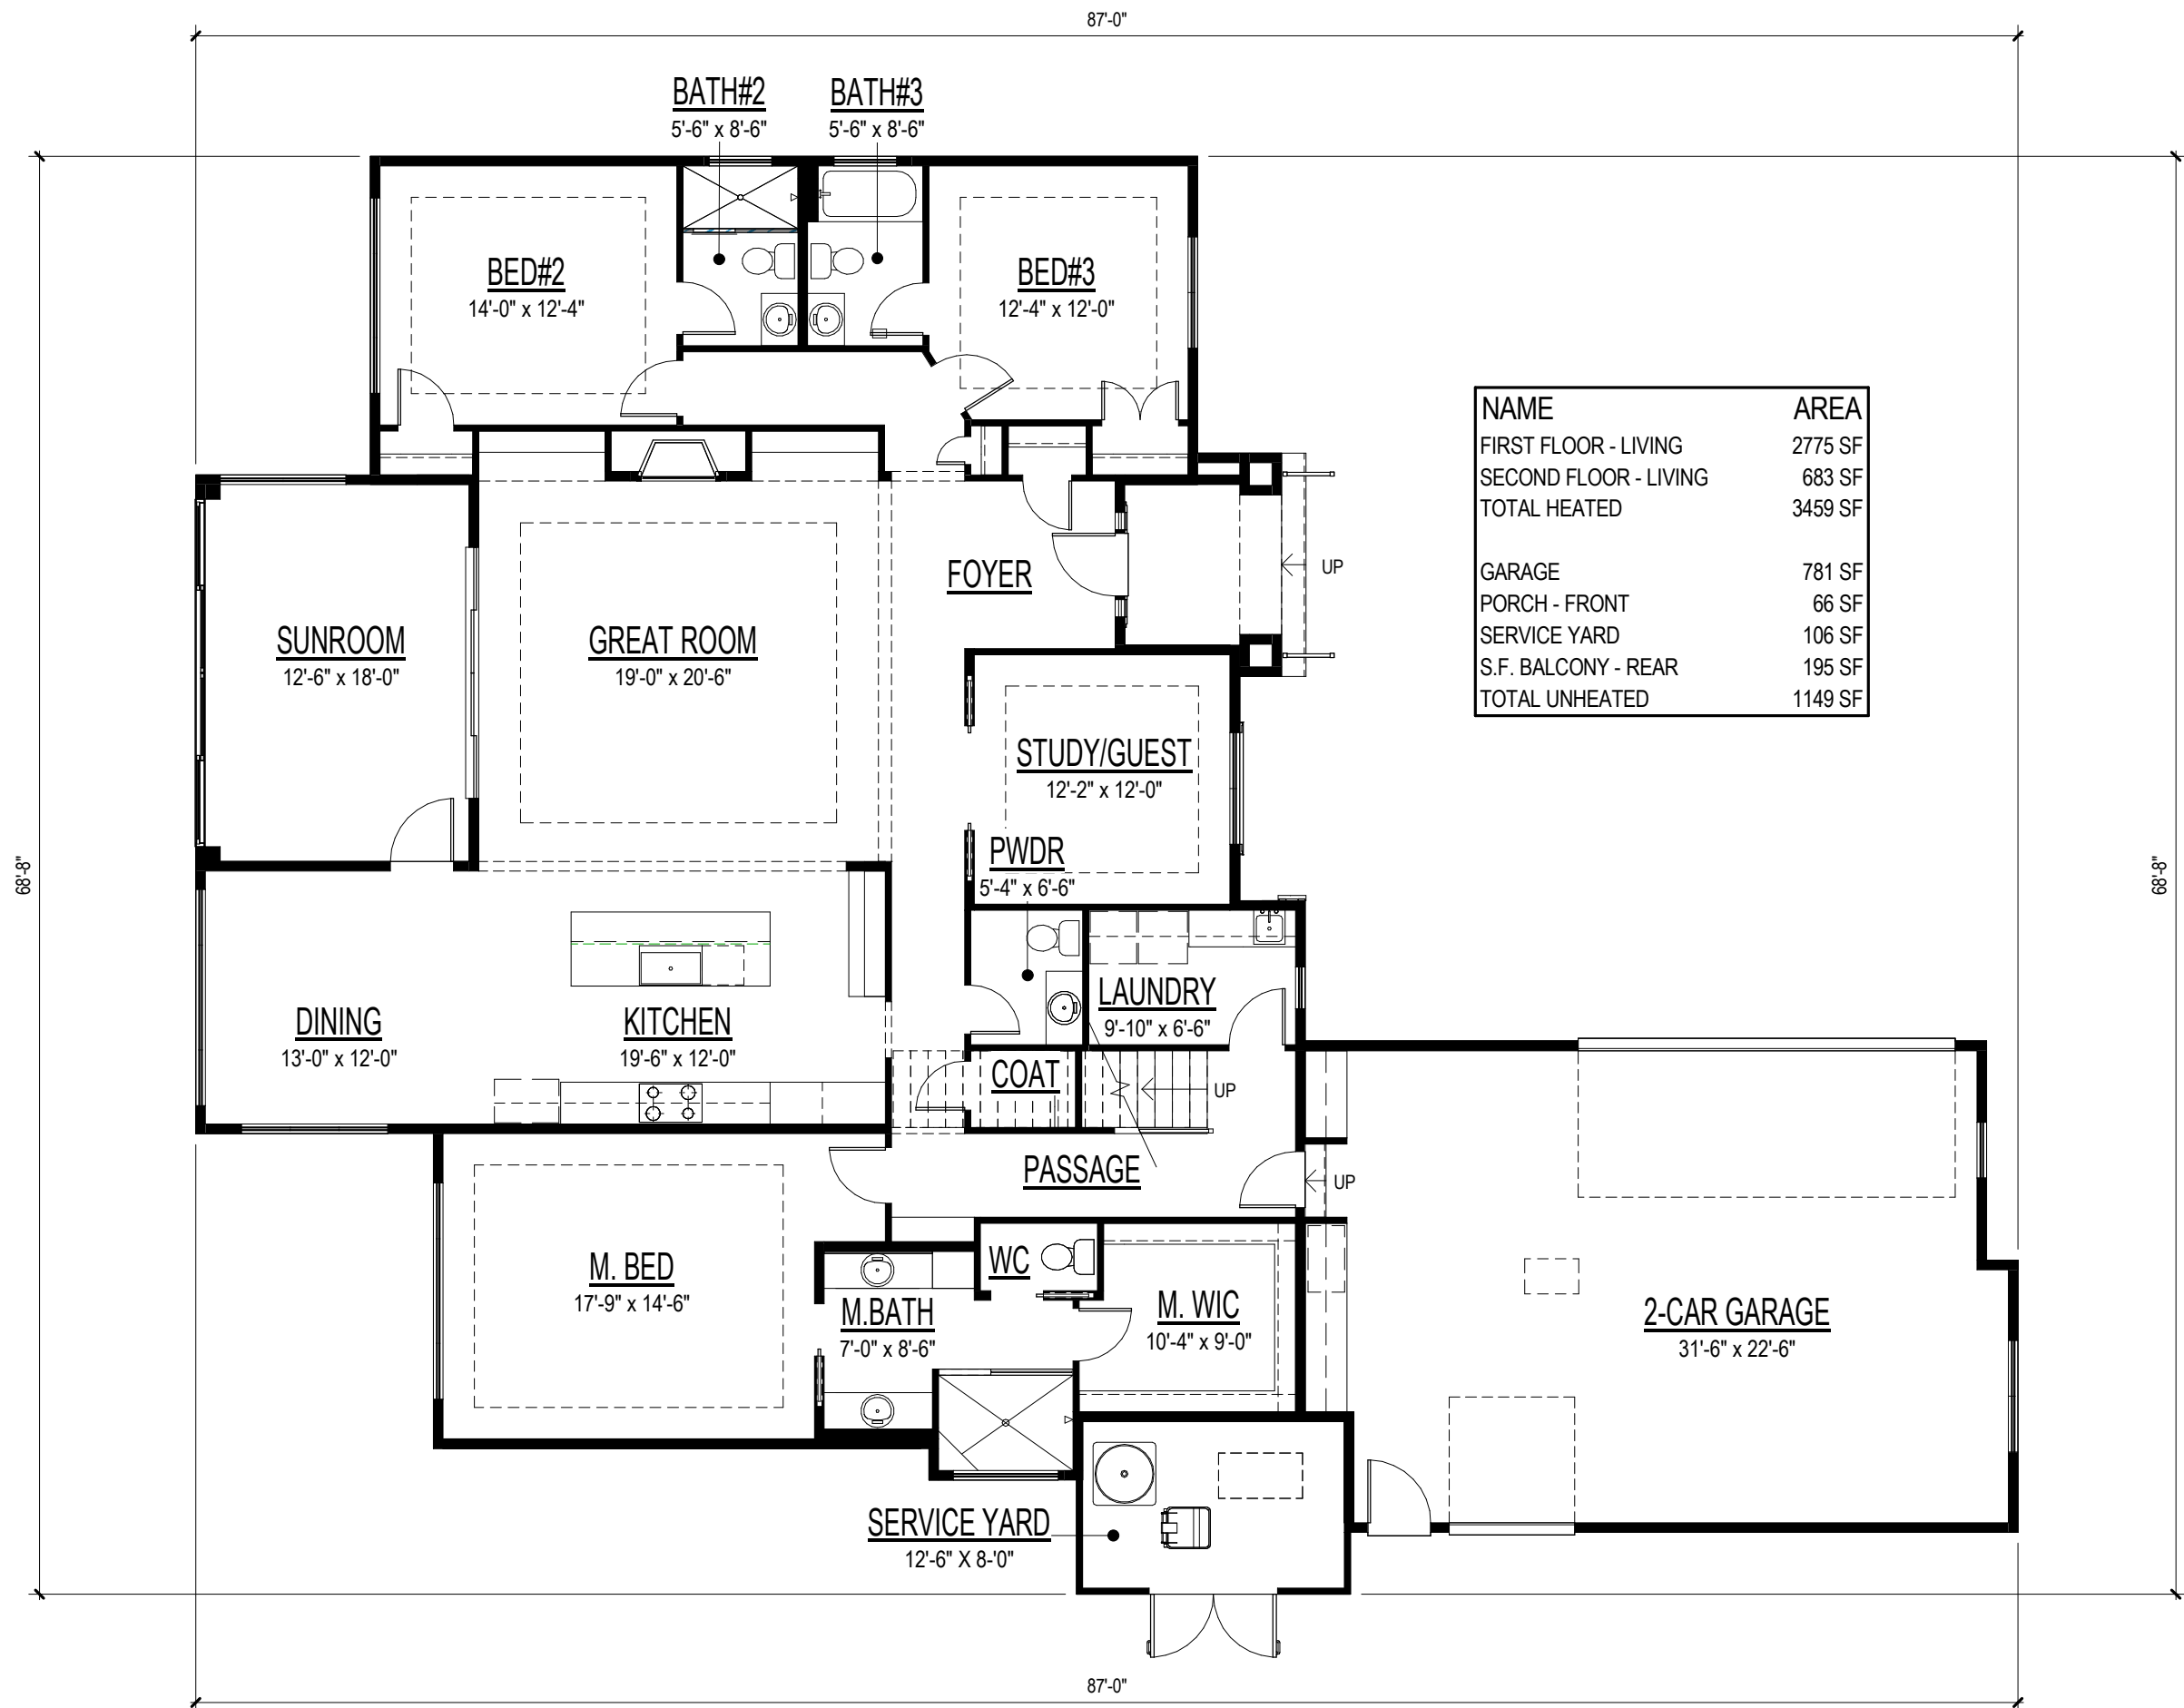 87'-0"
BATH#2
5'-6" x 8'-6"
BATH#3
5'-6" x 8'-6"
BED#2
14'-0" x 12'-4"
BED#3
12'-4" x 12'-0"
NAME AREA
FIRST FLOOR - LIVING 2775 SF
SECOND FLOOR - LIVING 683 SF
TOTAL HEATED 3459 SF
GARAGE 781 SF
PORCH - FRONT 66 SF
SERVICE YARD 106 SF
S.F. BALCONY - REAR 195 SF
TOTAL UNHEATED 1149 SF
FOYER
UP
SUNROOM
12'-6" x 18'-0"
GREAT ROOM
19'-0" x 20'-6"
STUDY/GUEST
12'-2" x 12'-0"
PWDR
5'-4" x 6'-6"
68'-8"
68'-8"
LAUNDRY
9'-10" x 6'-6"
DINING
13'-0" x 12'-0"
KITCHEN
19'-6" x 12'-0"
COAT
UP
PASSAGE
UP
M. BED
17'-9" x 14'-6"
WC
M.BATH
7'-0" x 8'-6"
M. WIC
10'-4" x 9'-0"
2-CAR GARAGE
31'-6" x 22'-6"
SERVICE YARD
12'-6" X 8-'0"
87'-0"